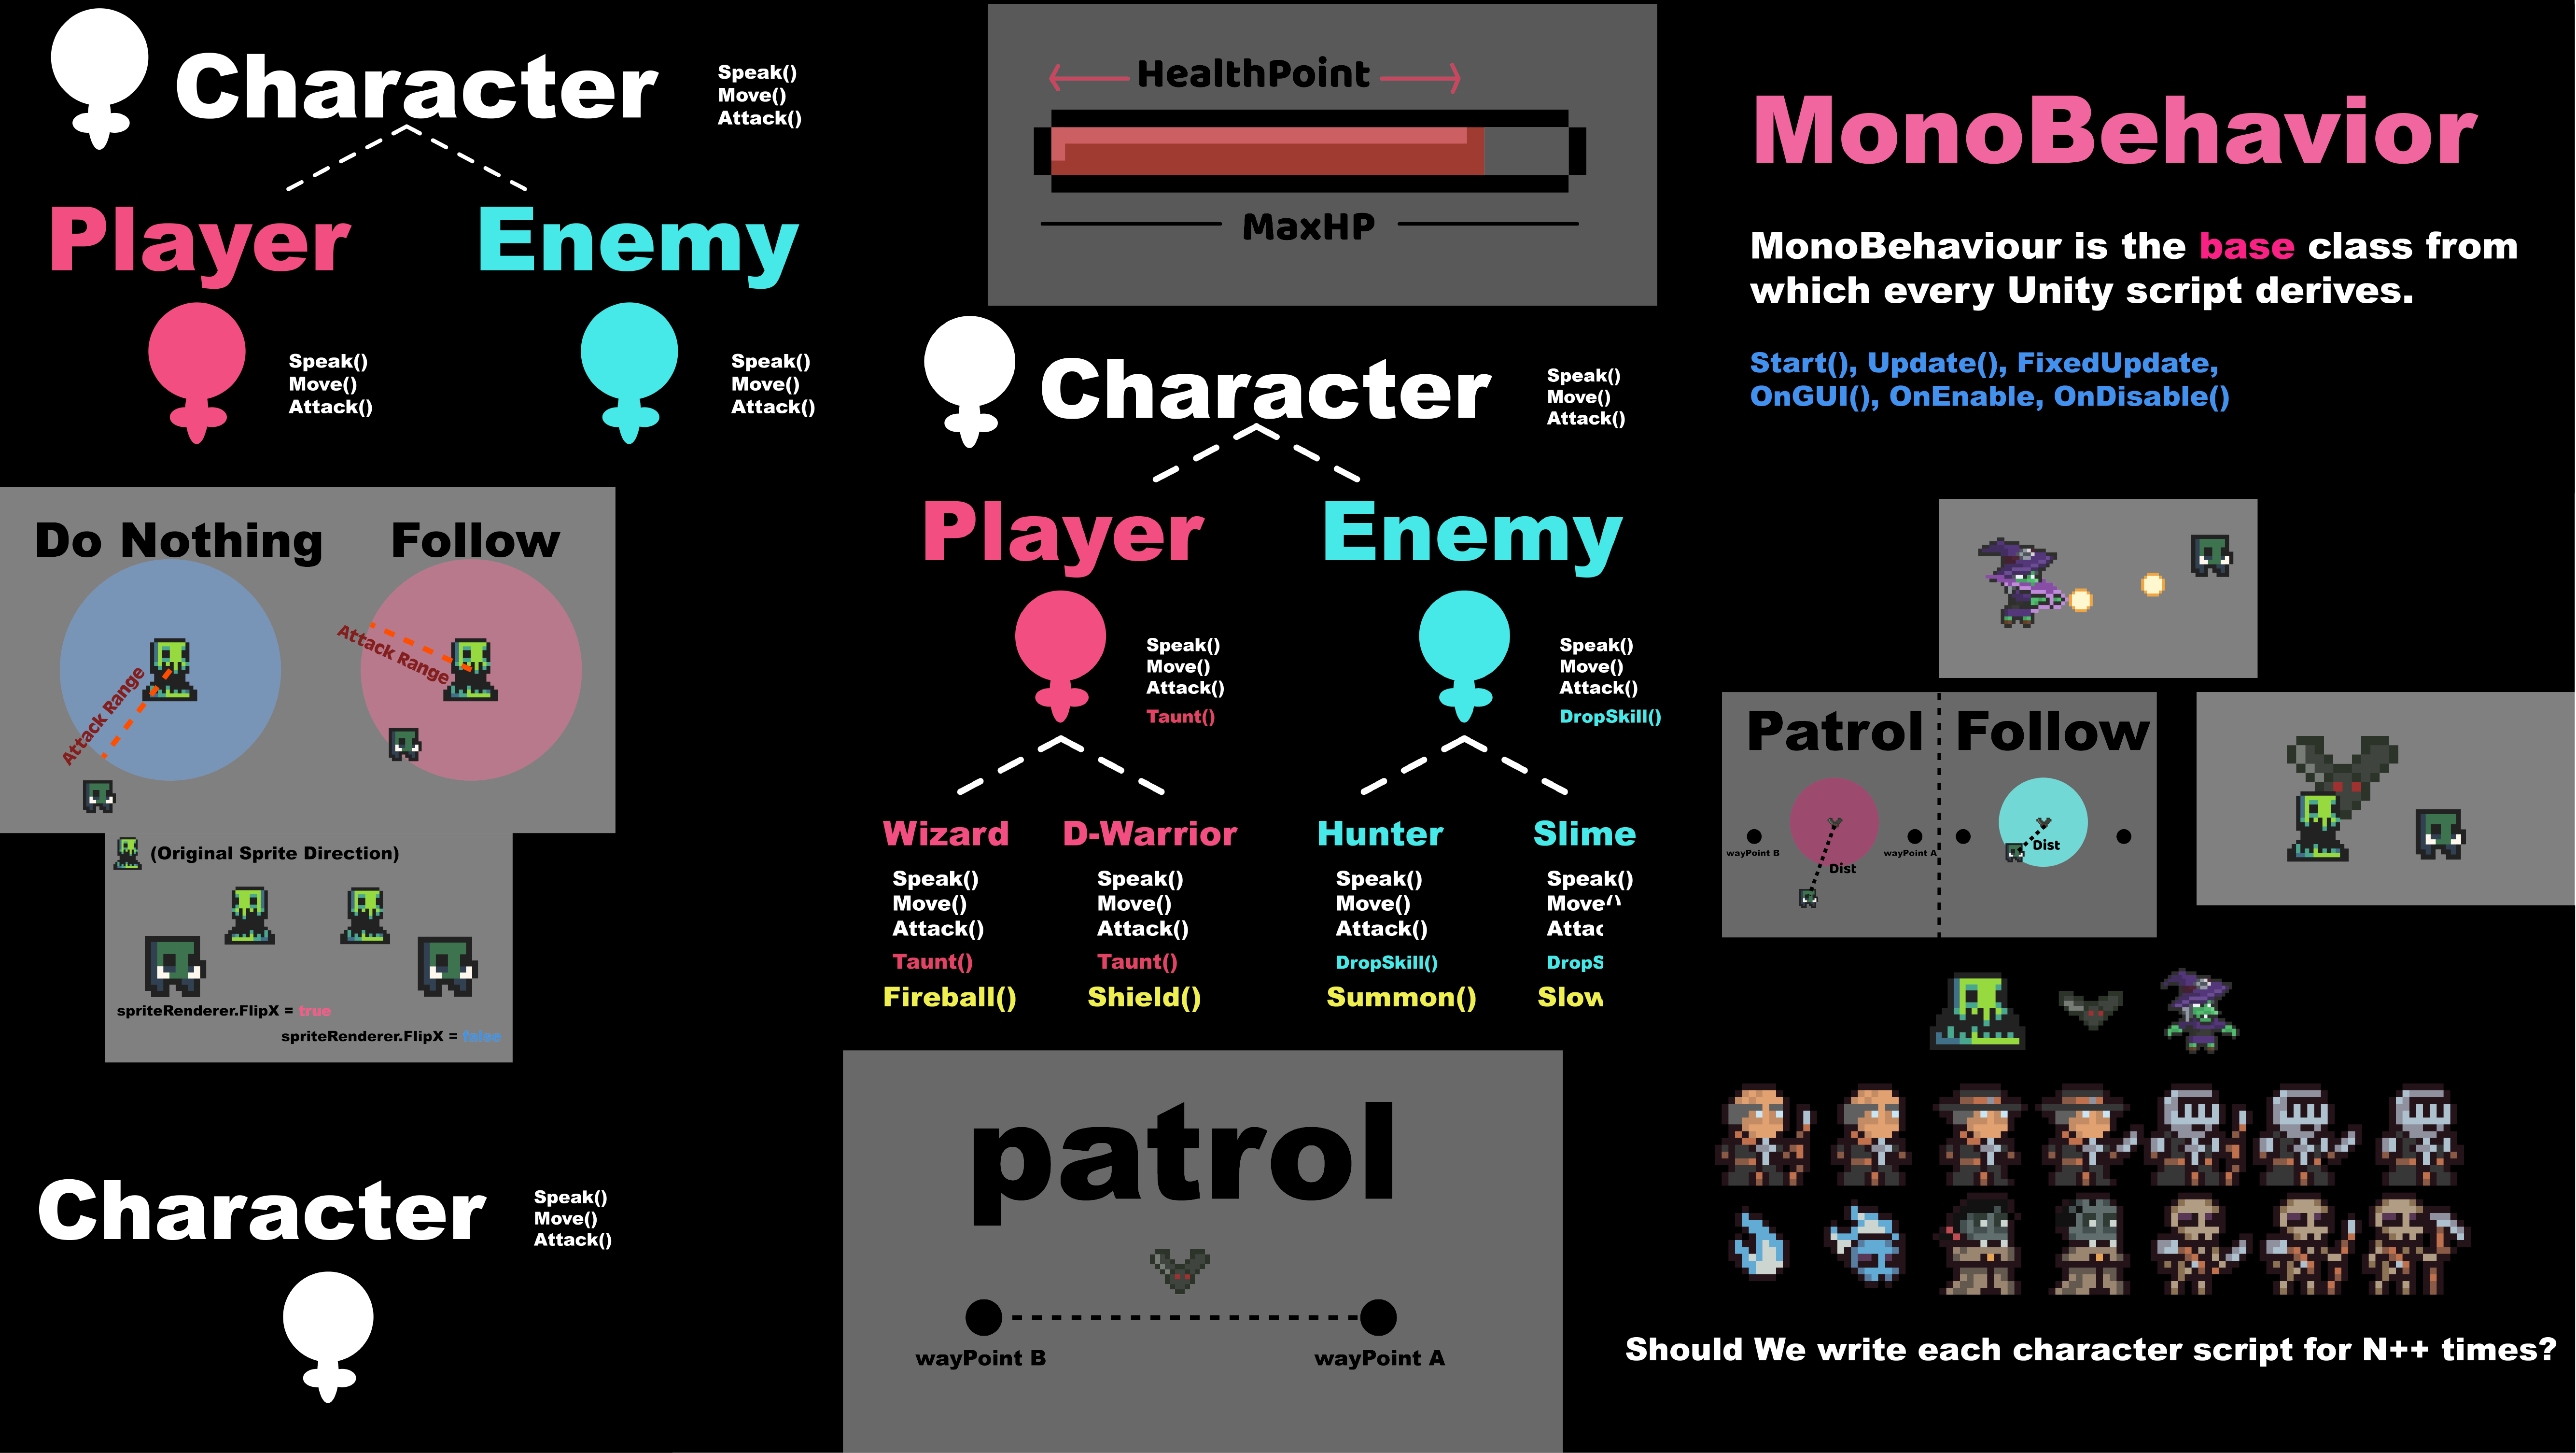 Character
Speak()
Move()
Attack()
Player
Enemy
Speak()
Move()
Attack()
Speak()
Move()
Attack()
Do Nothing
Follow
Attack Range
Attack Range
(Original Sprite Direction)
spriteRenderer.FlipX = true
spriteRenderer.FlipX = false
Character
Speak()
Move()
Attack()
HealthPoint
MaxHP
Character
Speak()
Move()
Attack()
Player
Enemy
Speak()
Move()
Attack()
Taunt()
Speak()
Move()
Attack()
DropSkill()
Wizard
Speak()
Move()
Attack()
Taunt()
Fireball()
D-Warrior
Speak()
Move()
Attack()
Taunt()
Shield()
Hunter
Speak()
Move()
Attack()
DropSkill()
Summon()
Slime
Speak()
Move()
Attac
DropS
Slow
patrol
wayPoint B
wayPoint A
MonoBehavior
MonoBehaviour is the base class from
which every Unity script derives.
Start(), Update(), FixedUpdate,
OnGUI(), OnEnable, OnDisable()
Patrol
Follow
wayPoint B
wayPoint A
Dist
Dist
Should We write each character script for N++ times?